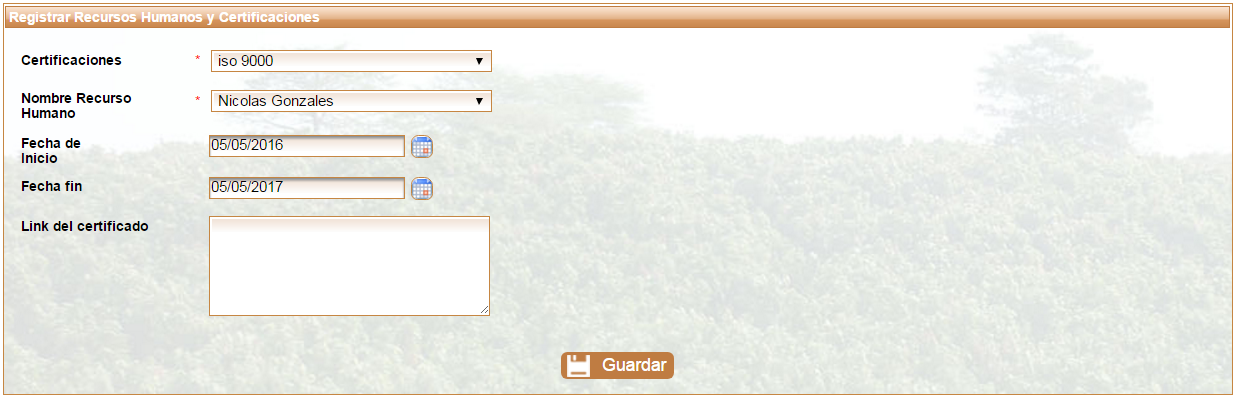 Registrar Recursos Humanos y Certificaciones
Certificaciones * iso 9000
Nombre Recurso
Humano * Nicolas Gonzales
Fecha de
Inicio 05/05/2016
Fecha fin 05/05/2017
Link del certificado
Guardar